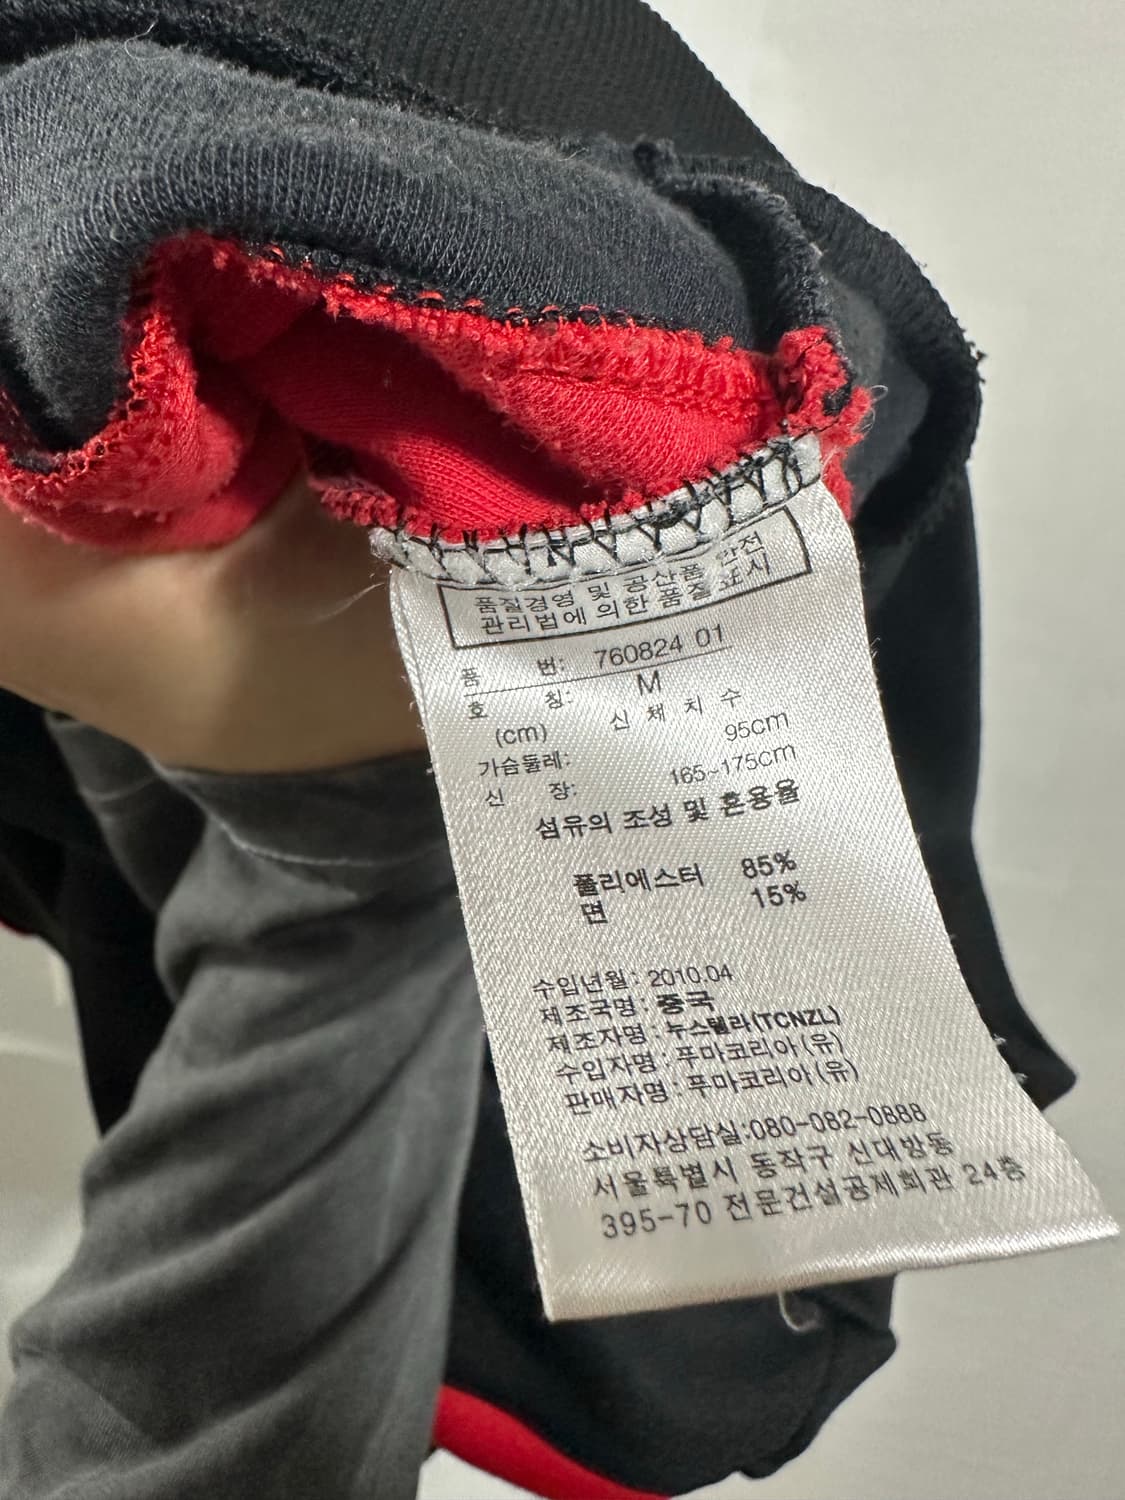 품질경영 및 공산품 안전
관리법에 의한 품질표시
품 번: 760824 01
호 칭: M
(cm) 신 체 치 수
가슴둘레: 95cm
신 장: 165~175cm
섬유의 조성 및 혼용율
폴리에스터 85%
면 15%
수입년월: 2010.04
제조국명: 중국
제조자명: 누스텔라(TCNZL)
수입자명: 푸마코리아(유)
판매자명: 푸마코리아(유)
소비자상담실:080-082-0888
서울특별시 동작구 신대방동
395-70 전문건설공제회관 24층